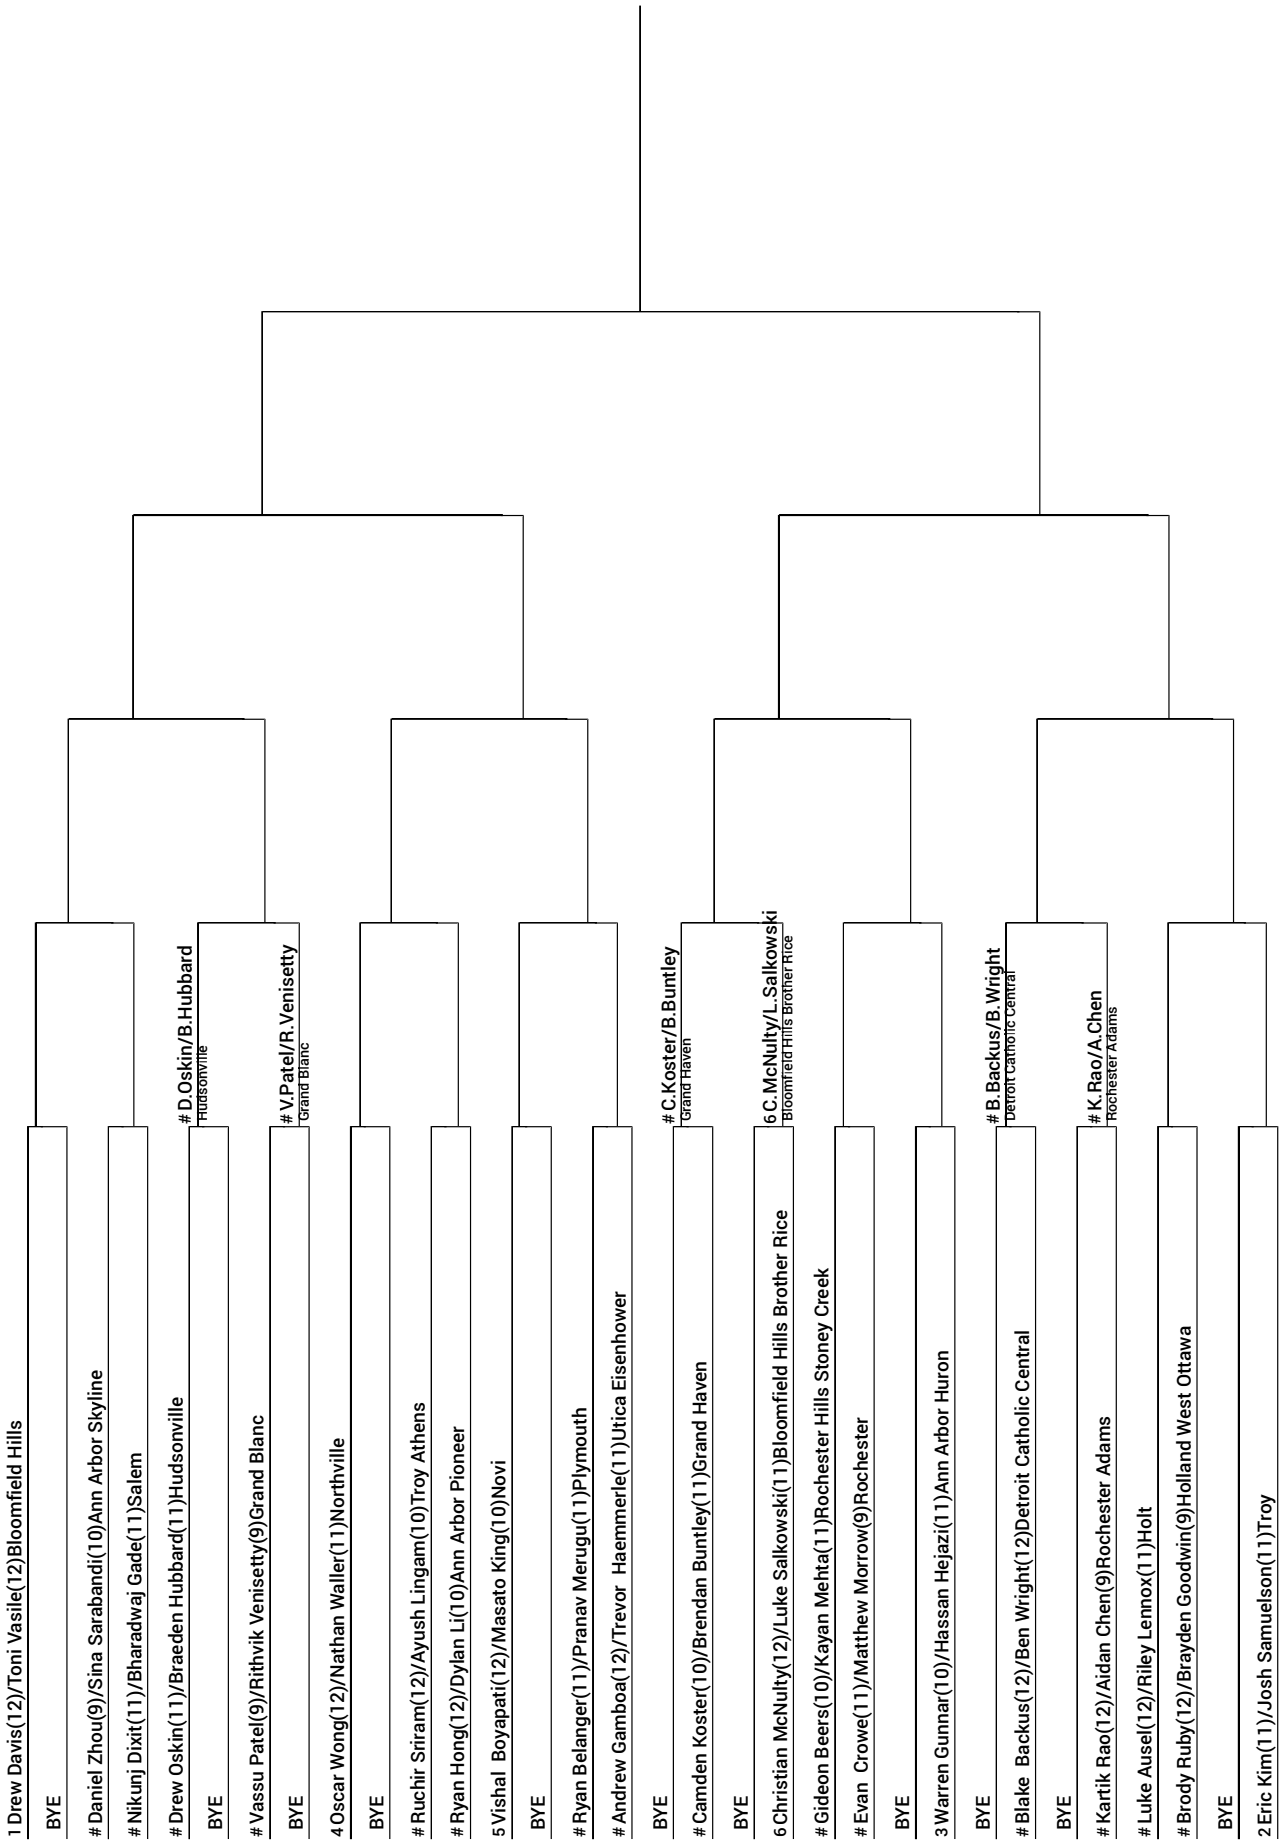 1 Drew Davis(12)/Toni Vasile(12)Bloomfield Hills
BYE
# Daniel Zhou(9)/Sina Sarabandi(10)Ann Arbor Skyline
# Nikunj Dixit(11)/Bharadwaj Gade(11)Salem
# Drew Oskin(11)/Braeden Hubbard(11)Hudsonville
BYE
# Vassu Patel(9)/Rithvik Venisetty(9)Grand Blanc
BYE
4 Oscar Wong(12)/Nathan Waller(11)Northville
BYE
# Ruchir Sriram(12)/Ayush Lingam(10)Troy Athens
# Ryan Hong(12)/Dylan Li(10)Ann Arbor Pioneer
5 Vishal Boyapati(12)/Masato King(10)Novi
BYE
# Ryan Belanger(11)/Pranav Merugu(11)Plymouth
# Andrew Gamboa(12)/Trevor Haemmerle(11)Utica Eisenhower
BYE
# Camden Koster(10)/Brendan Buntley(11)Grand Haven
BYE
6 Christian McNulty(12)/Luke Salkowski(11)Bloomfield Hills Brother Rice
# Gideon Beers(10)/Kayan Mehta(11)Rochester Hills Stoney Creek
# Evan Crowe(11)/Matthew Morrow(9)Rochester
BYE
3 Warren Gunnar(10)/Hassan Hejazi(11)Ann Arbor Huron
BYE
# Blake Backus(12)/Ben Wright(12)Detroit Catholic Central
BYE
# Kartik Rao(12)/Aidan Chen(9)Rochester Adams
# Luke Ausel(12)/Riley Lennox(11)Holt
# Brody Ruby(12)/Brayden Goodwin(9)Holland West Ottawa
BYE
2 Eric Kim(11)/Josh Samuelson(11)Troy
# D.Oskin/B.Hubbard
Hudsonville
# V.Patel/R.Venisetty
Grand Blanc
# C.Koster/B.Buntley
Grand Haven
6 C.McNulty/L.Salkowski
Bloomfield Hills Brother Rice
# B.Backus/B.Wright
Detroit Catholic Central
# K.Rao/A.Chen
Rochester Adams